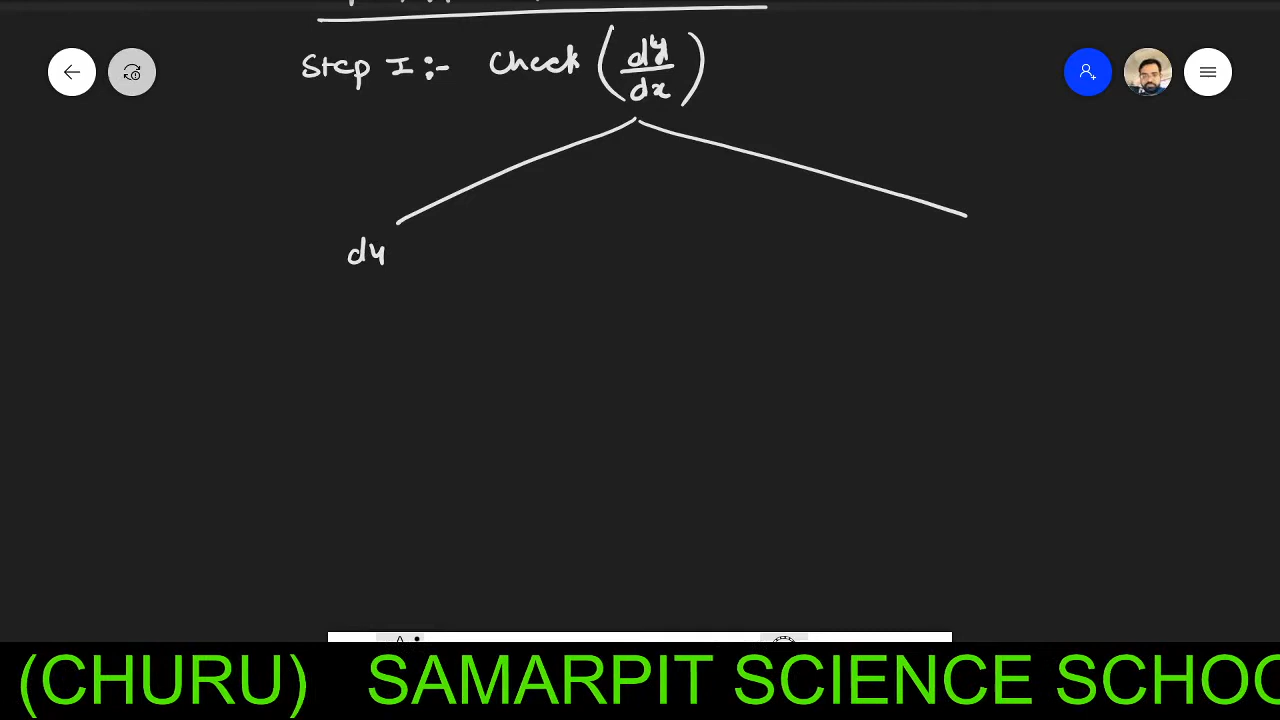 Step I :- Check (dy/dx)
dy
(CHURU) SAMARPIT SCIENCE SCHOO